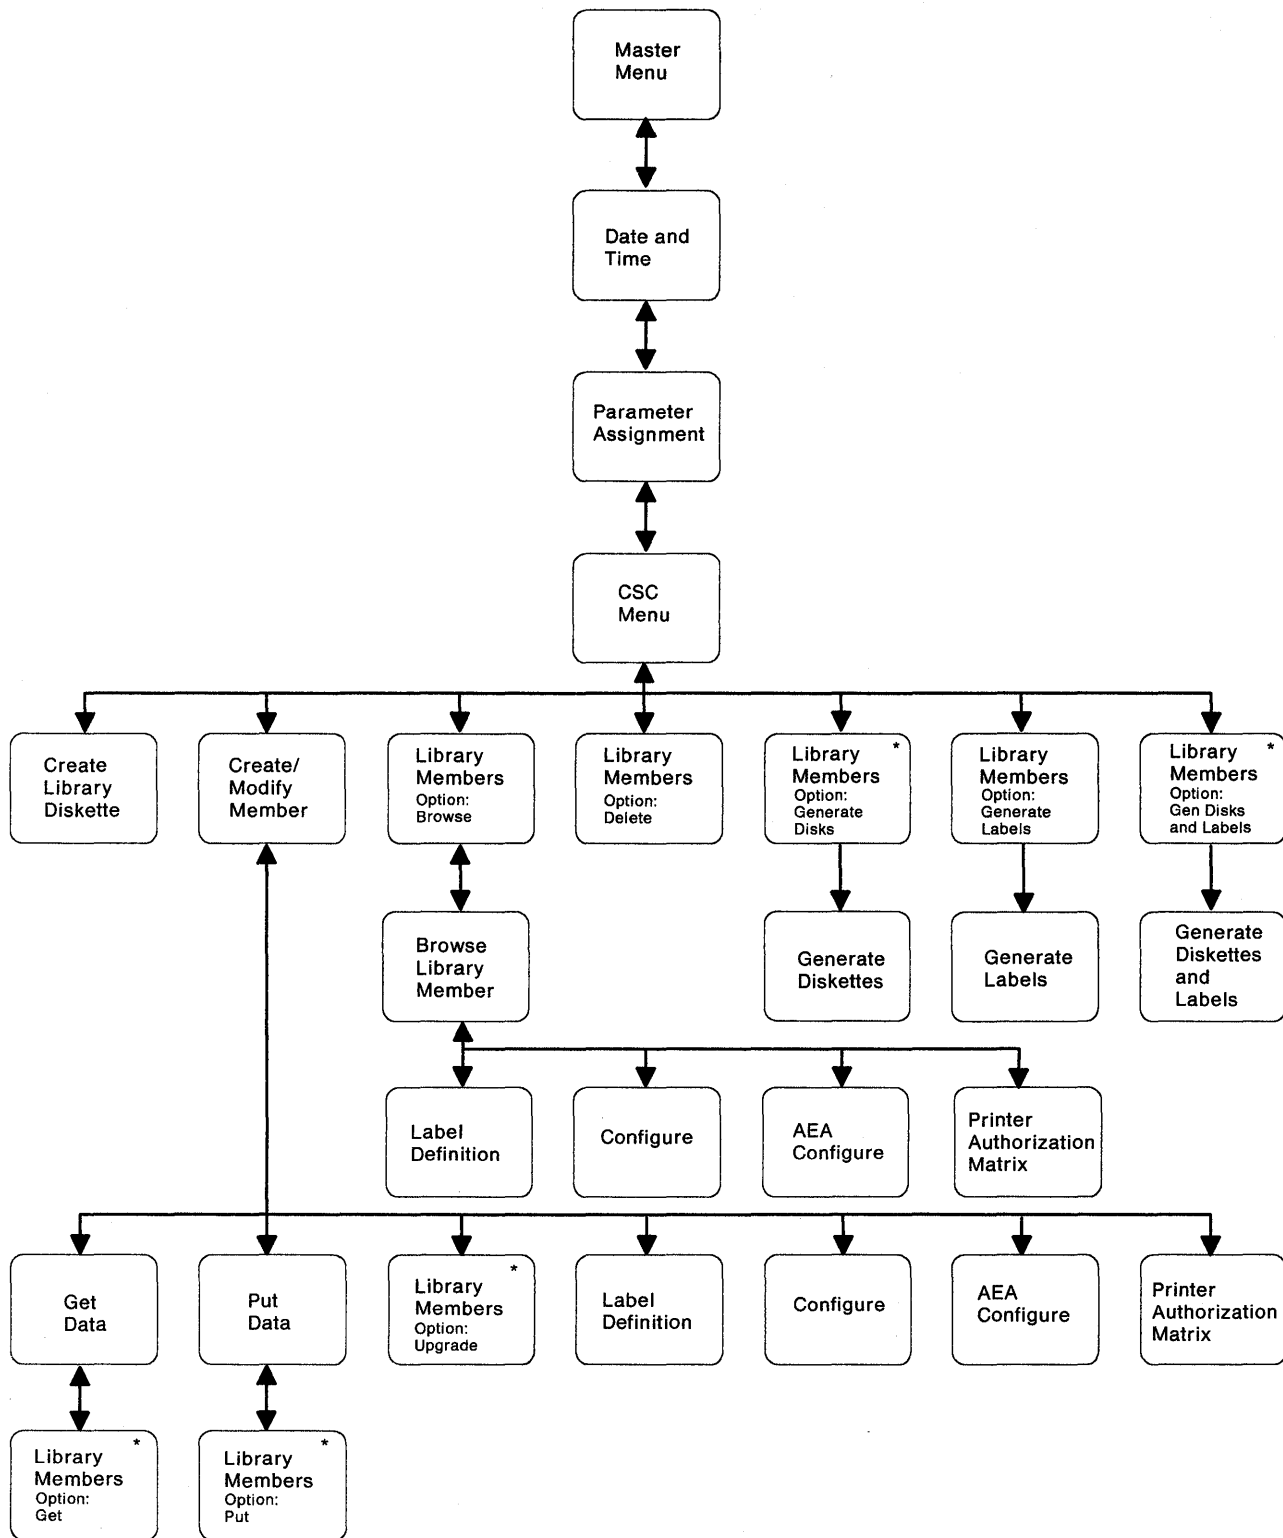 Master
Menu
Date and
Time
Parameter
Assignment
CSC
Menu
Create
Library
Diskette
Create/
Modify
Member
Library
Members
Option:
Browse
Library
Members
Option:
Delete
Library *
Members
Option:
Generate
Disks
Library
Members
Option:
Generate
Labels
Library *
Members
Option:
Gen Disks
and Labels
Browse
Library
Member
Generate
Diskettes
Generate
Labels
Generate
Diskettes
and
Labels
Label
Definition
Configure
AEA
Configure
Printer
Authorization
Matrix
Get
Data
Put
Data
Library *
Members
Option:
Upgrade
Label
Definition
Configure
AEA
Configure
Printer
Authorization
Matrix
Library *
Members
Option:
Get
Library *
Members
Option:
Put